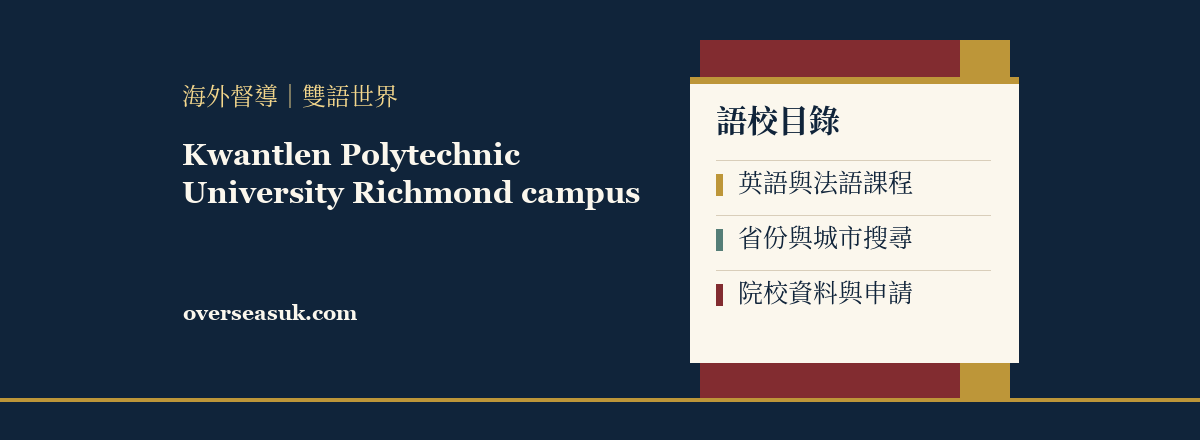 海外督導｜雙語世界
Kwantlen Polytechnic
University Richmond campus
overseasuk.com
語校目錄
英語與法語課程
省份與城市搜尋
院校資料與申請